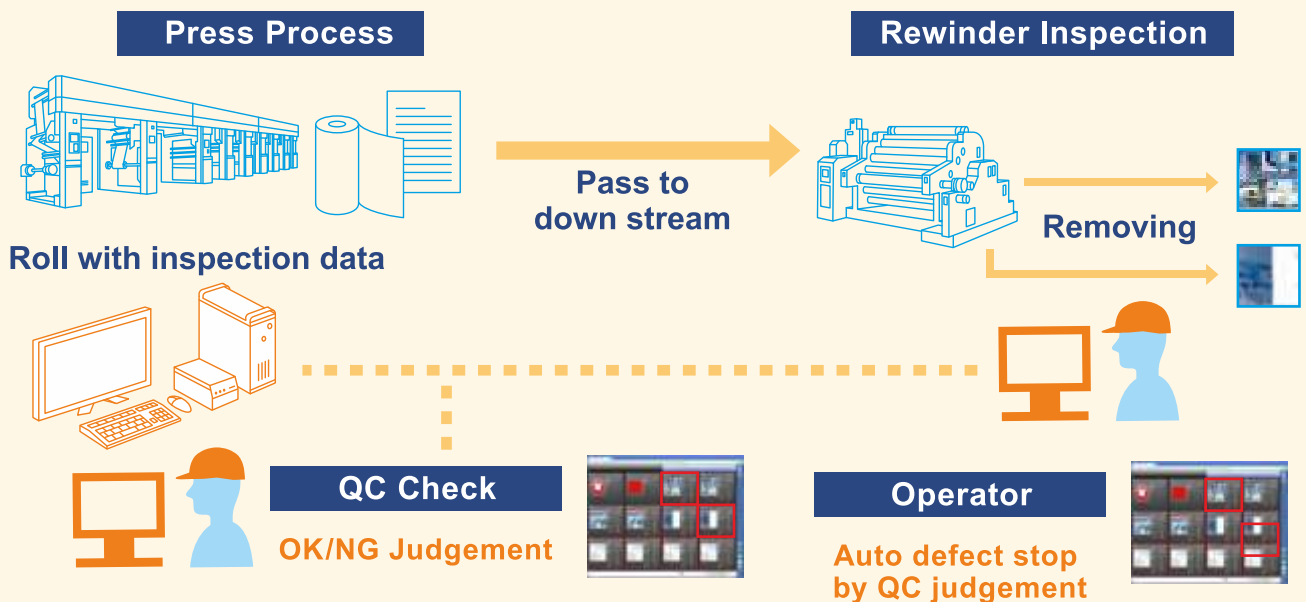 Press Process
Rewinder Inspection
Pass to
down stream
Removing
Roll with inspection data
QC Check
OK/NG Judgement
Operator
Auto defect stop
by QC judgement